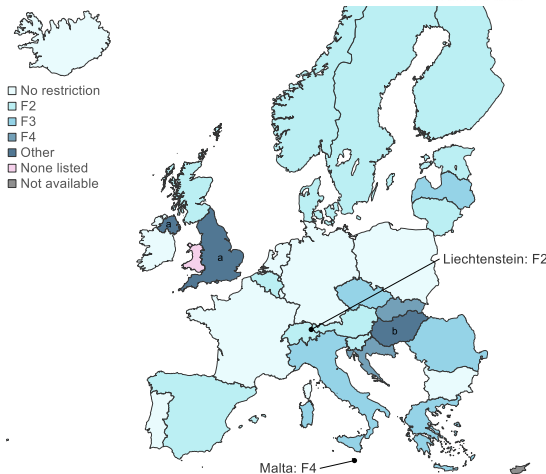 No restriction
F2
F3
F4
Other
None listed
Not available
a
a
Liechtenstein: F2
b
Malta: F4